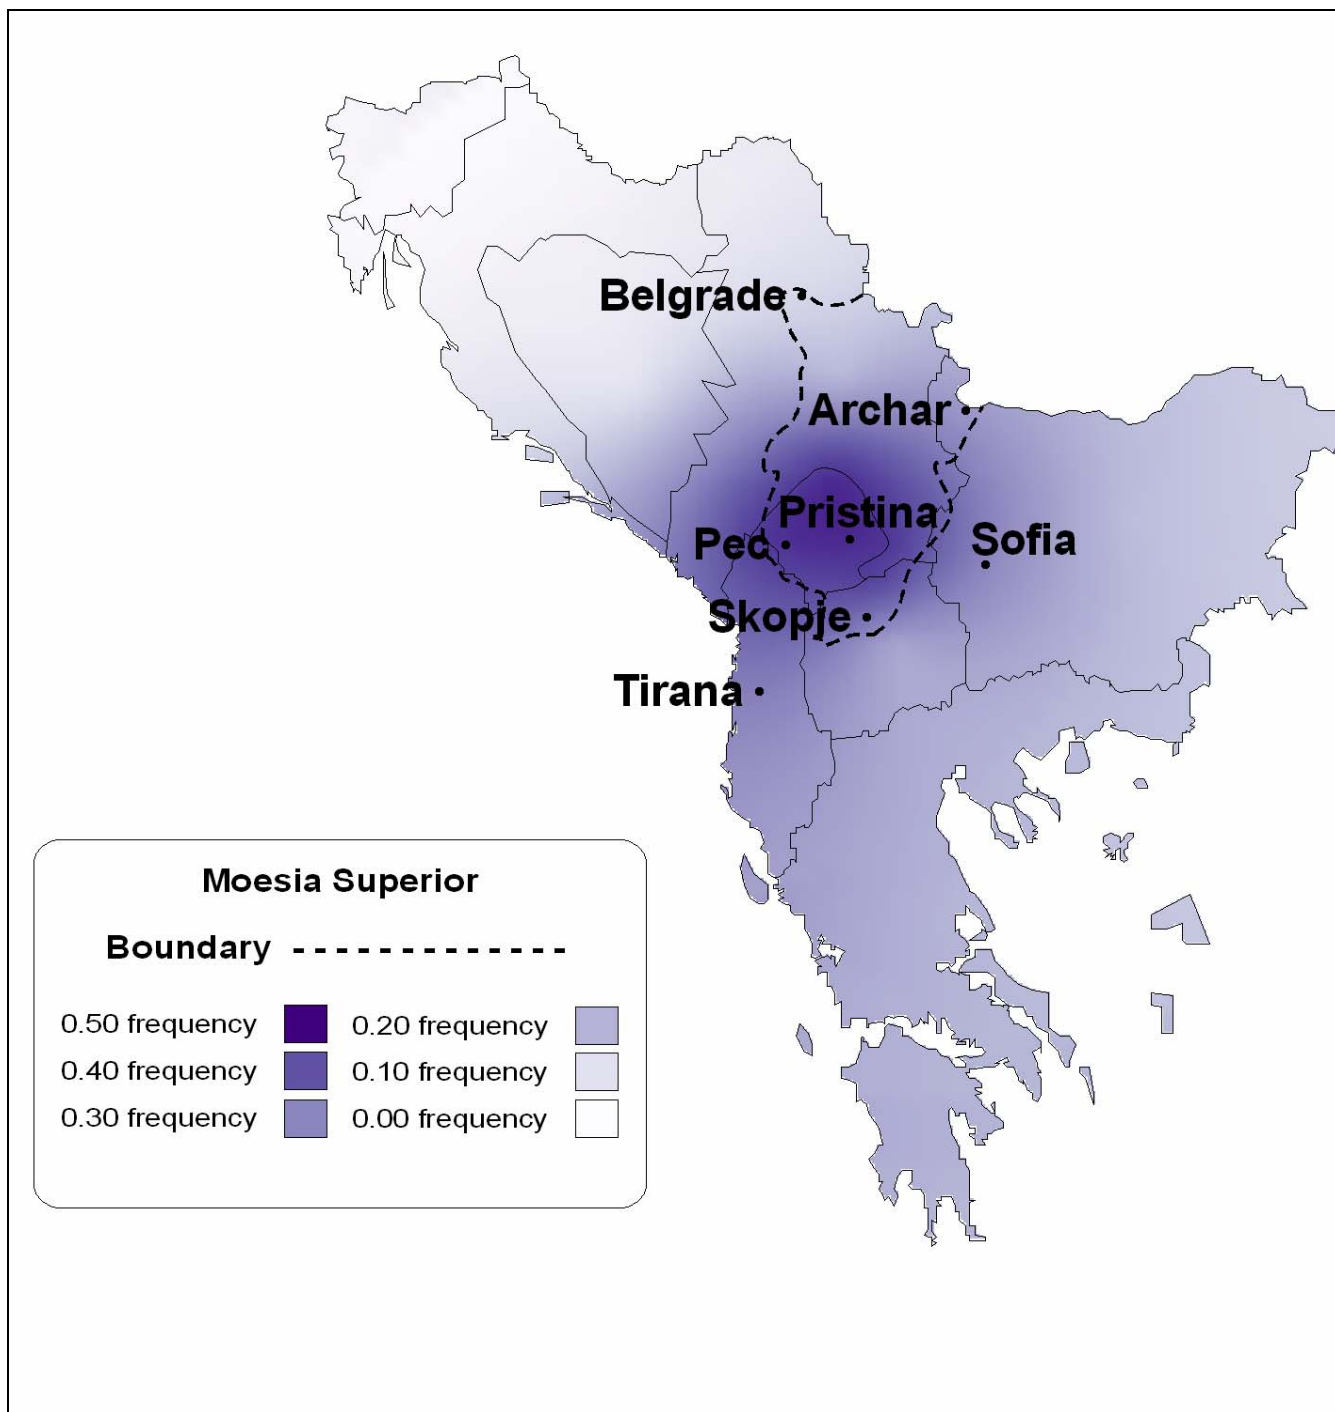 Belgrade
Archar
Pristina
Pec
Sofia
Skopje
Tirana
Moesia Superior
Boundary
0.50 frequency 0.20 frequency
0.40 frequency 0.10 frequency
0.30 frequency 0.00 frequency